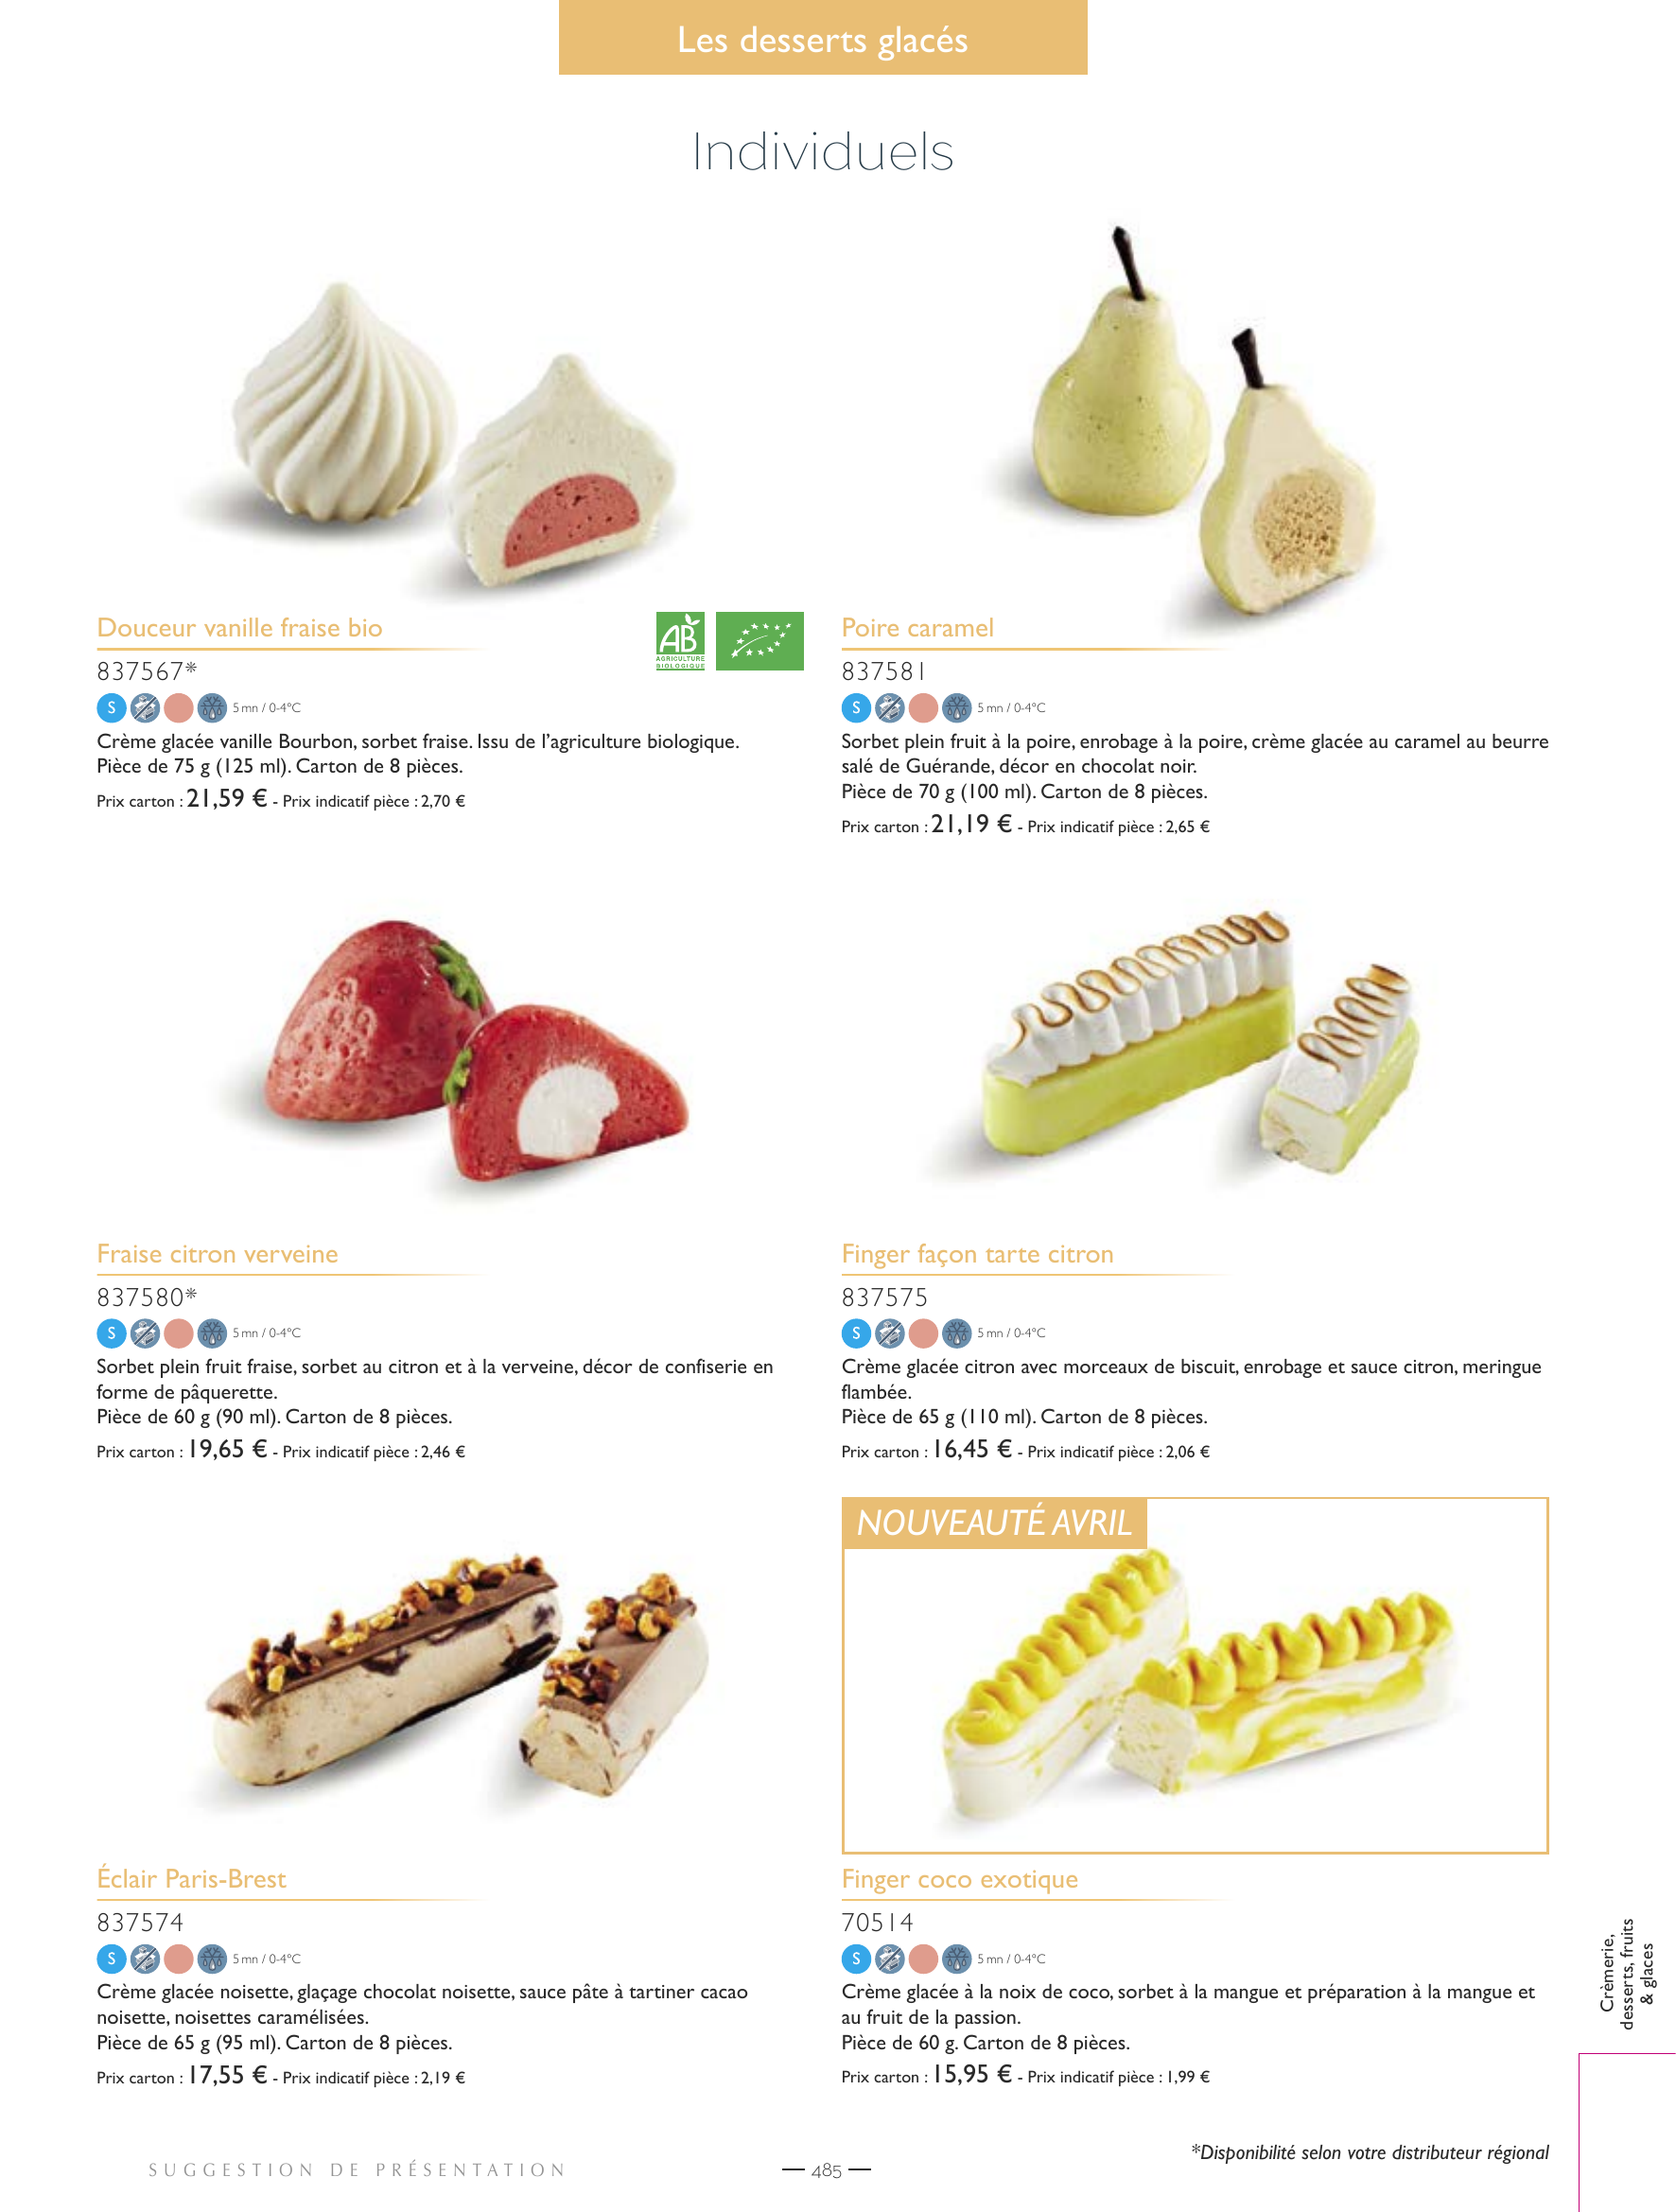 Les desserts glacés
Individuels
Douceur vanille fraise bio
AB
AGRICULTURE
BIOLOGIQUE
837567*
S 5 mn / 0-4°C
Crème glacée vanille Bourbon, sorbet fraise. Issu de l’agriculture biologique.
Pièce de 75 g (125 ml). Carton de 8 pièces.
Prix carton : 21,59 € - Prix indicatif pièce : 2,70 €
Poire caramel
837581
S 5 mn / 0-4°C
Sorbet plein fruit à la poire, enrobage à la poire, crème glacée au caramel au beurre
salé de Guérande, décor en chocolat noir.
Pièce de 70 g (100 ml). Carton de 8 pièces.
Prix carton : 21,19 € - Prix indicatif pièce : 2,65 €
Fraise citron verveine
837580*
S 5 mn / 0-4°C
Sorbet plein fruit fraise, sorbet au citron et à la verveine, décor de confiserie en
forme de pâquerette.
Pièce de 60 g (90 ml). Carton de 8 pièces.
Prix carton : 19,65 € - Prix indicatif pièce : 2,46 €
Finger façon tarte citron
837575
S 5 mn / 0-4°C
Crème glacée citron avec morceaux de biscuit, enrobage et sauce citron, meringue
flambée.
Pièce de 65 g (110 ml). Carton de 8 pièces.
Prix carton : 16,45 € - Prix indicatif pièce : 2,06 €
Éclair Paris-Brest
837574
S 5 mn / 0-4°C
Crème glacée noisette, glaçage chocolat noisette, sauce pâte à tartiner cacao
noisette, noisettes caramélisées.
Pièce de 65 g (95 ml). Carton de 8 pièces.
Prix carton : 17,55 € - Prix indicatif pièce : 2,19 €
NOUVEAUTÉ AVRIL
Finger coco exotique
70514
S 5 mn / 0-4°C
Crème glacée à la noix de coco, sorbet à la mangue et préparation à la mangue et
au fruit de la passion.
Pièce de 60 g. Carton de 8 pièces.
Prix carton : 15,95 € - Prix indicatif pièce : 1,99 €
Crèmerie,
desserts, fruits
& glaces
*Disponibilité selon votre distributeur régional
SUGGESTION DE PRÉSENTATION
— 485 —